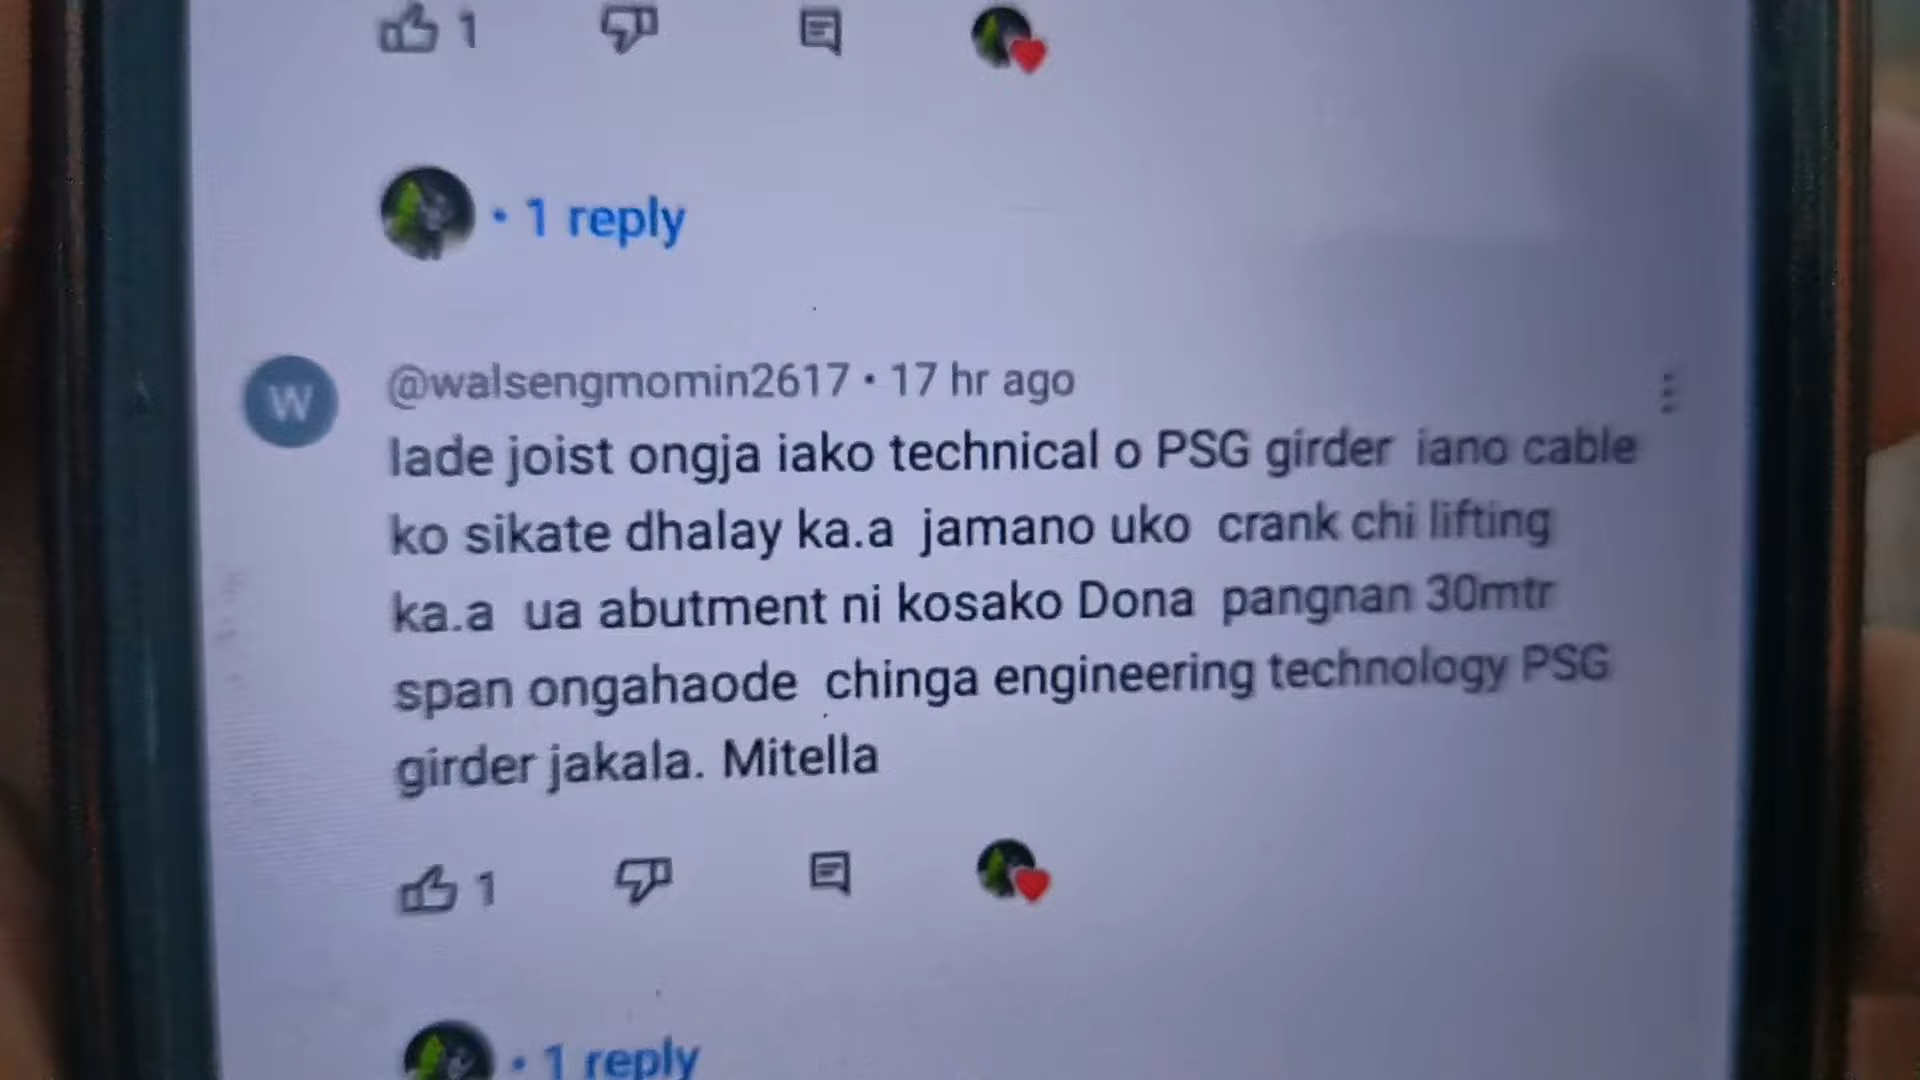 1
• 1 reply
W
@walsengmomin2617 • 17 hr ago
Iade joist ongja iako technical o PSG girder iano cable
ko sikate dhalay ka.a jamano uko crank chi lifting
ka.a ua abutment ni kosako Dona pangnan 30mtr
span ongahaode chinga engineering technology PSG
girder jakala. Mitella
1
• 1 reply